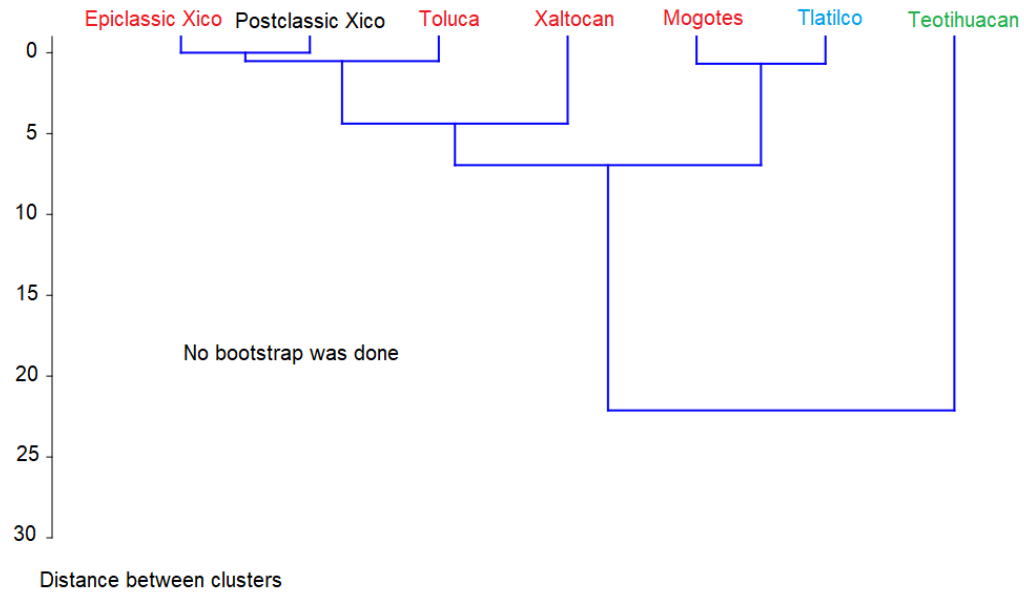 Epiclassic Xico Postclassic Xico Toluca Xaltocan Mogotes Tlatilco Teotihuacan
0
5
10
15
No bootstrap was done
20
25
30
Distance between clusters